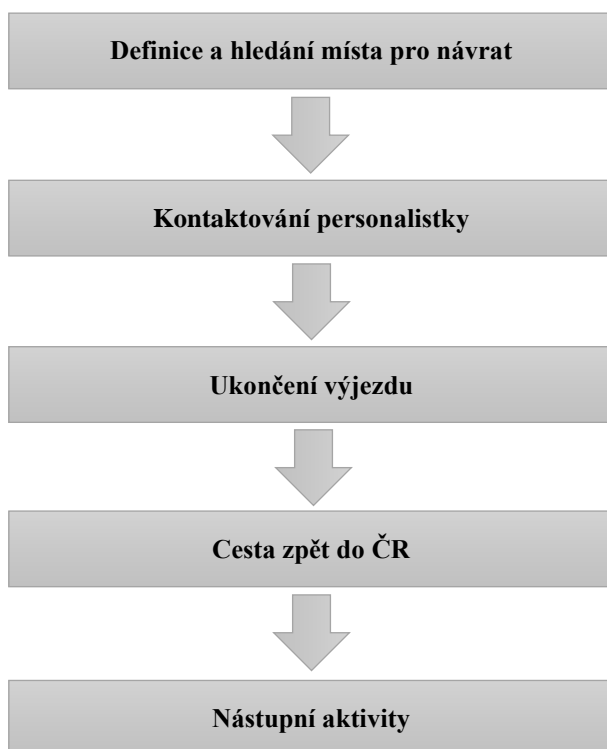 Definice a hledání místa pro návrat
Kontaktování personalistky
Ukončení výjezdu
Cesta zpět do ČR
Nástupní aktivity